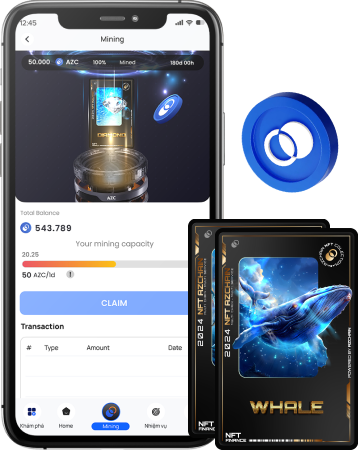 12:45
Mining
50.000 AZC 100% Mined 180d 00h
DIAMOND
AZC
Total Balance
543.789
Your mining capacity
20.25
50 AZC/1d
CLAIM
Transaction
# Type Amount Date
Khám phá Home Mining Nhiệm vụ
2024 NFT AZCHAIN
NFT
FINANCE
2024 NFT AZCHAIN
POWERED BY AZCHAIN
WHALE
NFT
FINANCE